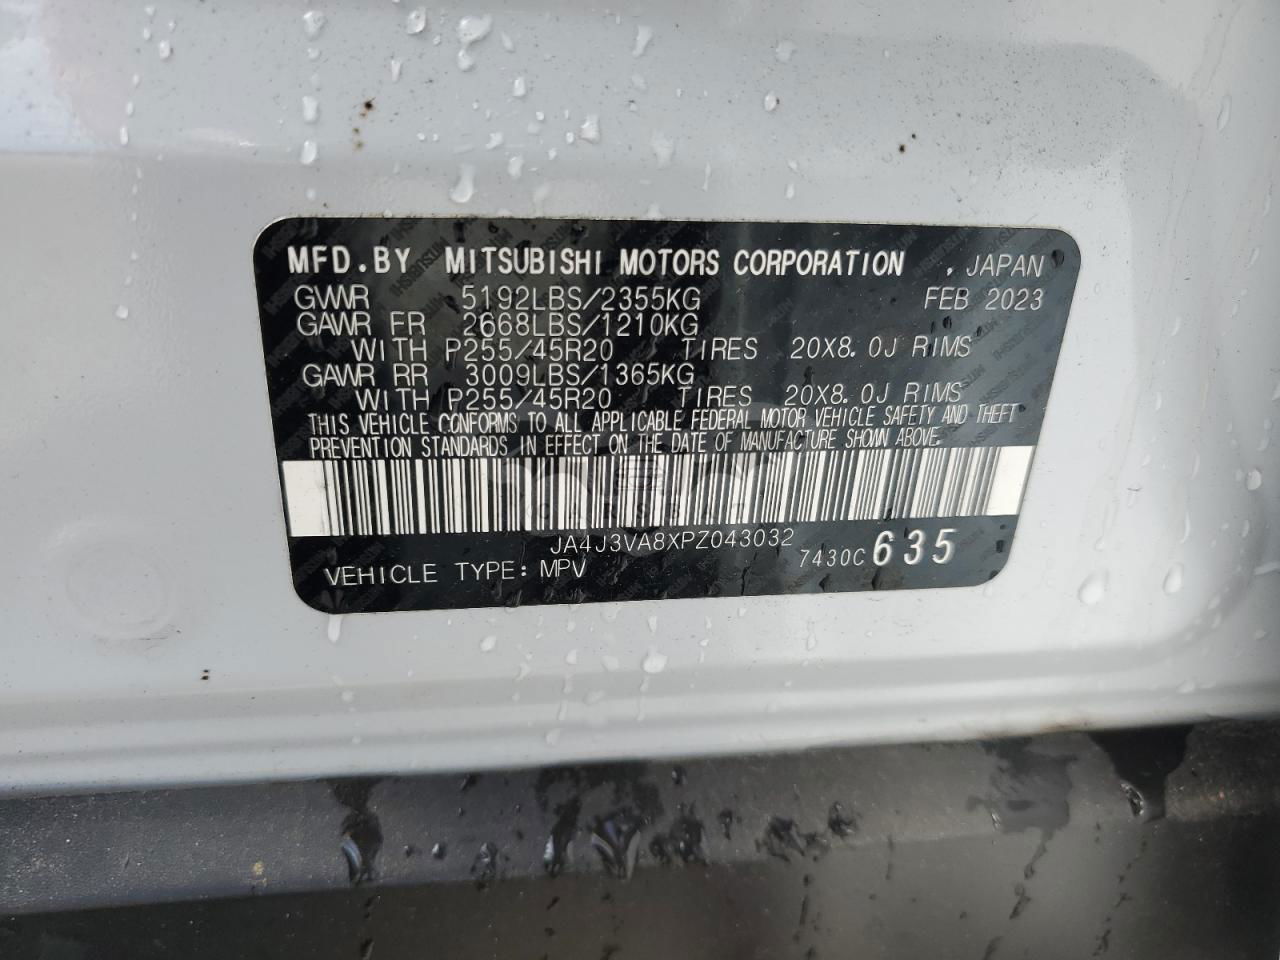 MFD.BY MITSUBISHI MOTORS CORPORATION , JAPAN
GVWR 5192LBS/2355KG FEB 2023
GAWR FR 2668LBS/1210KG
WITH P255/45R20 TIRES 20X8.0J RIMS
GAWR RR 3009LBS/1365KG
WITH P255/45R20 TIRES 20X8.0J RIMS
THIS VEHICLE CONFORMS TO ALL APPLICABLE FEDERAL MOTOR VEHICLE SAFETY AND THEFT
PREVENTION STANDARDS IN EFFECT ON THE DATE OF MANUFACTURE SHOWN ABOVE.
JA4J3VA8XPZ043032
7430C 635
VEHICLE TYPE: MPV